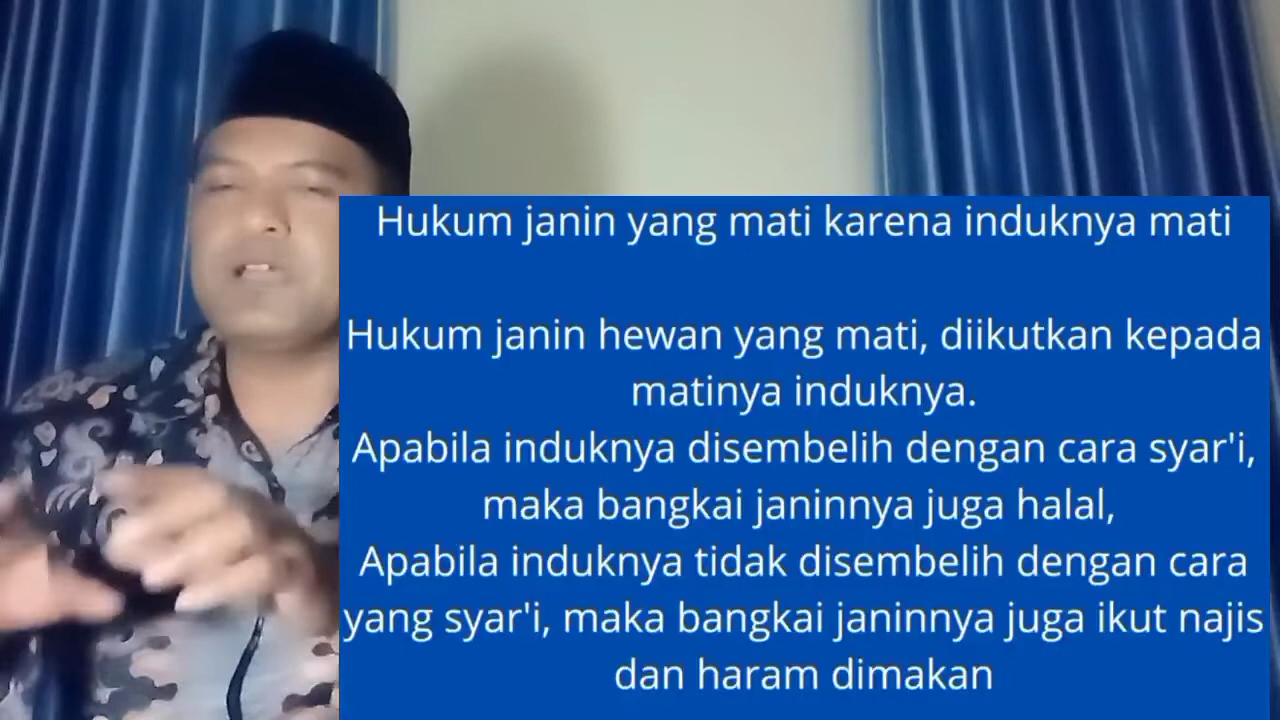 Hukum janin yang mati karena induknya mati
Hukum janin hewan yang mati, diikutkan kepada
matinya induknya.
Apabila induknya disembelih dengan cara syar'i,
maka bangkai janinnya juga halal,
Apabila induknya tidak disembelih dengan cara
yang syar'i, maka bangkai janinnya juga ikut najis
dan haram dimakan